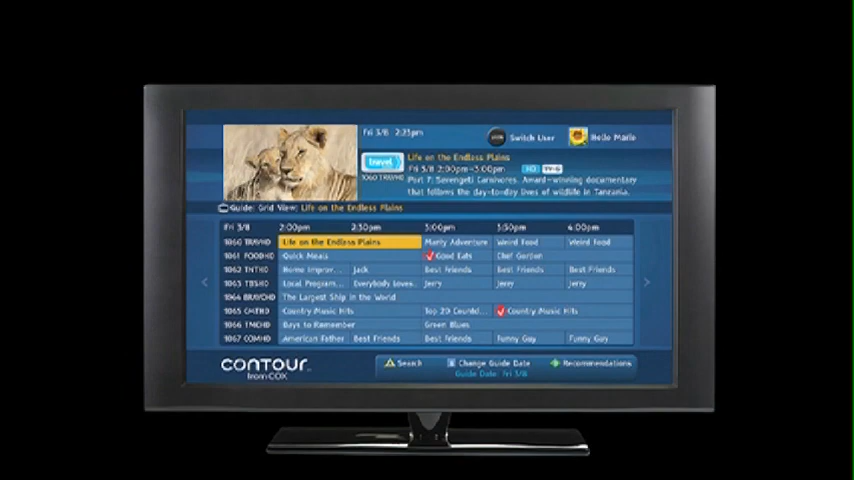 Fri 3/8 2:23pm
Switch User
Hello Marie
travel
1060 TRAVHD
Life on the Endless Plains
Fri 3/8 2:00pm-3:00pm HD TV-G
Part 7: Serengeti Carnivores. Award-winning documentary
that follows the day-to-day lives of wildlife in Tanzania.
Guide: Grid View: Life on the Endless Plains
Fri 3/8 2:00pm 2:30pm 3:00pm 3:30pm 4:00pm
1060 TRAVHD Life on the Endless Plains Manly Adventure Weird Food Weird Food
1061 FOODHD Quick Meals Good Eats Chef Garden
1062 TNTHD Home Improv... Jack Best Friends Best Friends Best Friends
1063 TBSHD Local Program... Everybody Loves.. Jerry Jerry Jerry
1064 BRAVOHD The Largest Ship in the World
1065 CMTHD Country Music Hits Top 20 Countd... Country Music Hits
1066 TMCHD Days to Remember Green Blues
1067 COMHD American Father Best Friends Best Friends Funny Guy Funny Guy
contour
from COX
Search
Change Guide Date
Recommendations
Guide Date: Fri 3/8